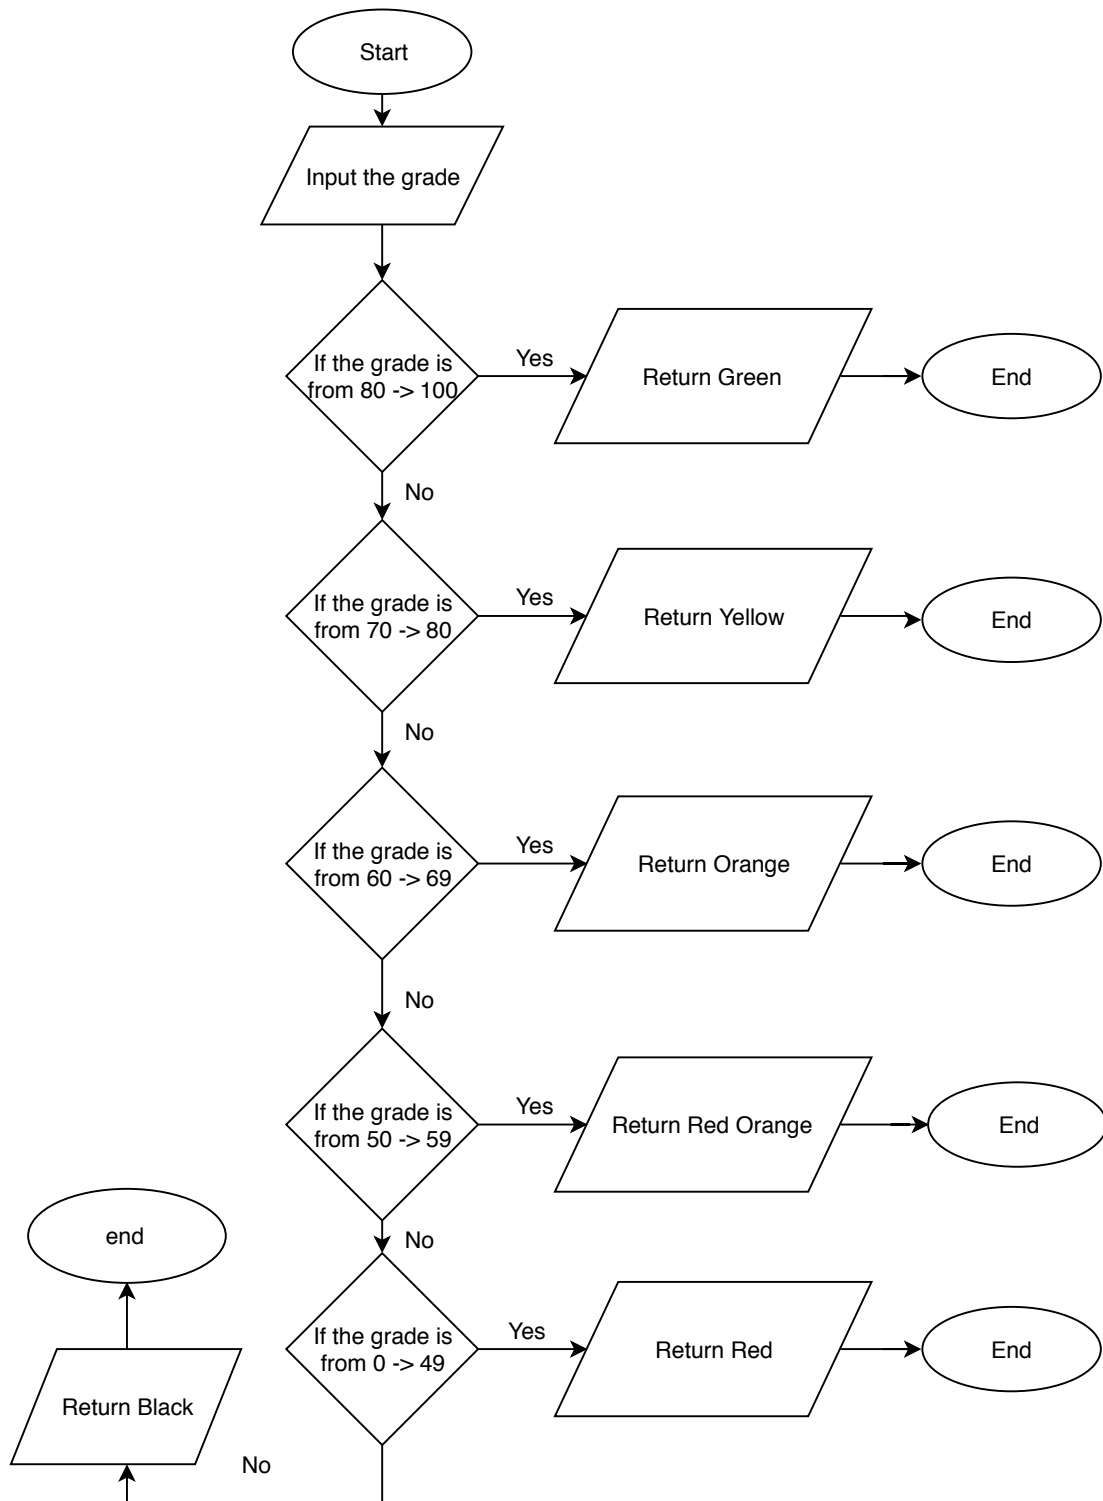 Start
Input the grade
If the grade is
from 80 -> 100
Yes
Return Green
End
No
If the grade is
from 70 -> 80
Yes
Return Yellow
End
No
If the grade is
from 60 -> 69
Yes
Return Orange
End
No
If the grade is
from 50 -> 59
Yes
Return Red Orange
End
No
If the grade is
from 0 -> 49
Yes
Return Red
End
No
Return Black
end